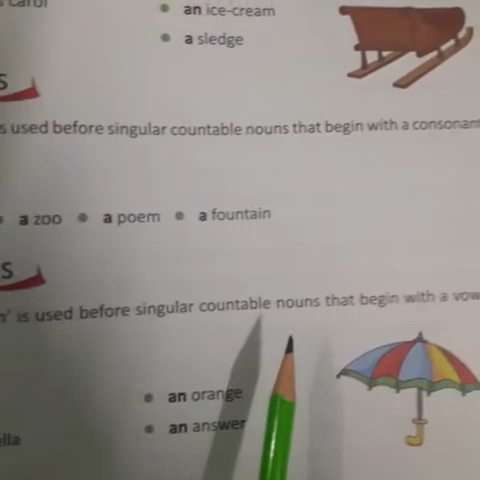 an ice-cream
a sledge
s used before singular countable nouns that begin with a consonant
a zoo a poem a fountain
is used before singular countable nouns that begin with a vow
an orange
an answer